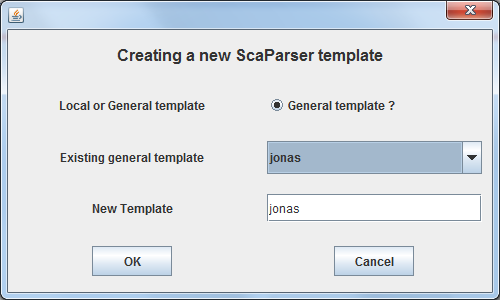 Creating a new ScaParser template
Local or General template
General template ?
Existing general template
jonas
New Template
jonas
OK
Cancel